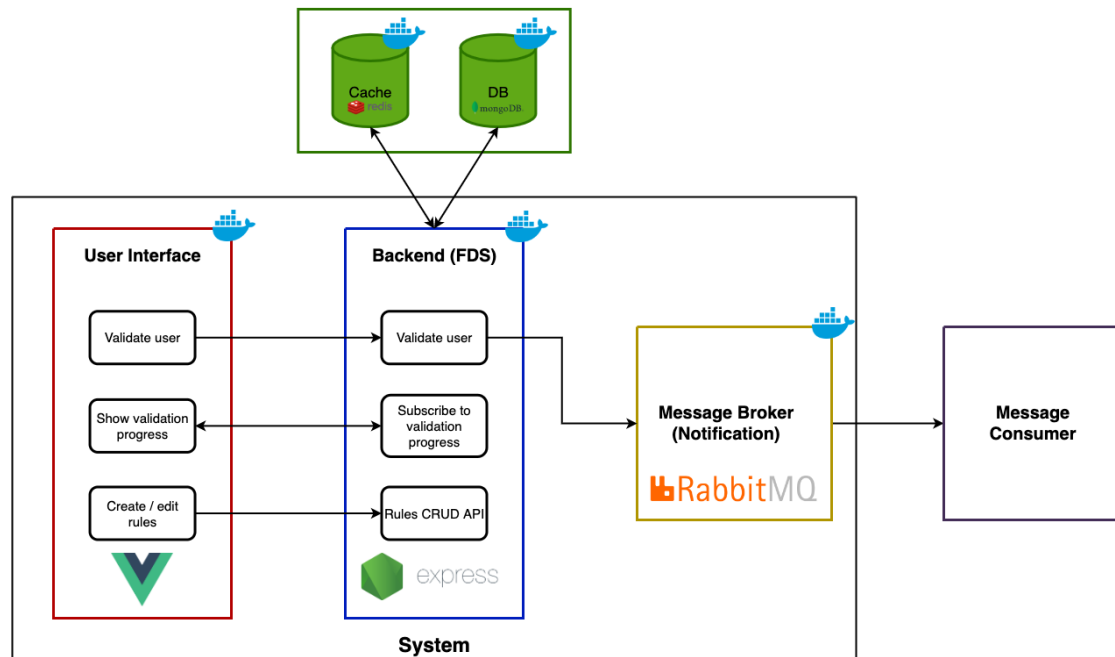 Cache
redis
DB
mongoDB.
User Interface
Backend (FDS)
Validate user
Validate user
Show validation
progress
Subscribe to
validation
progress
Create / edit
rules
Rules CRUD API
express
Message Broker
(Notification)
RabbitMQ
Message
Consumer
System